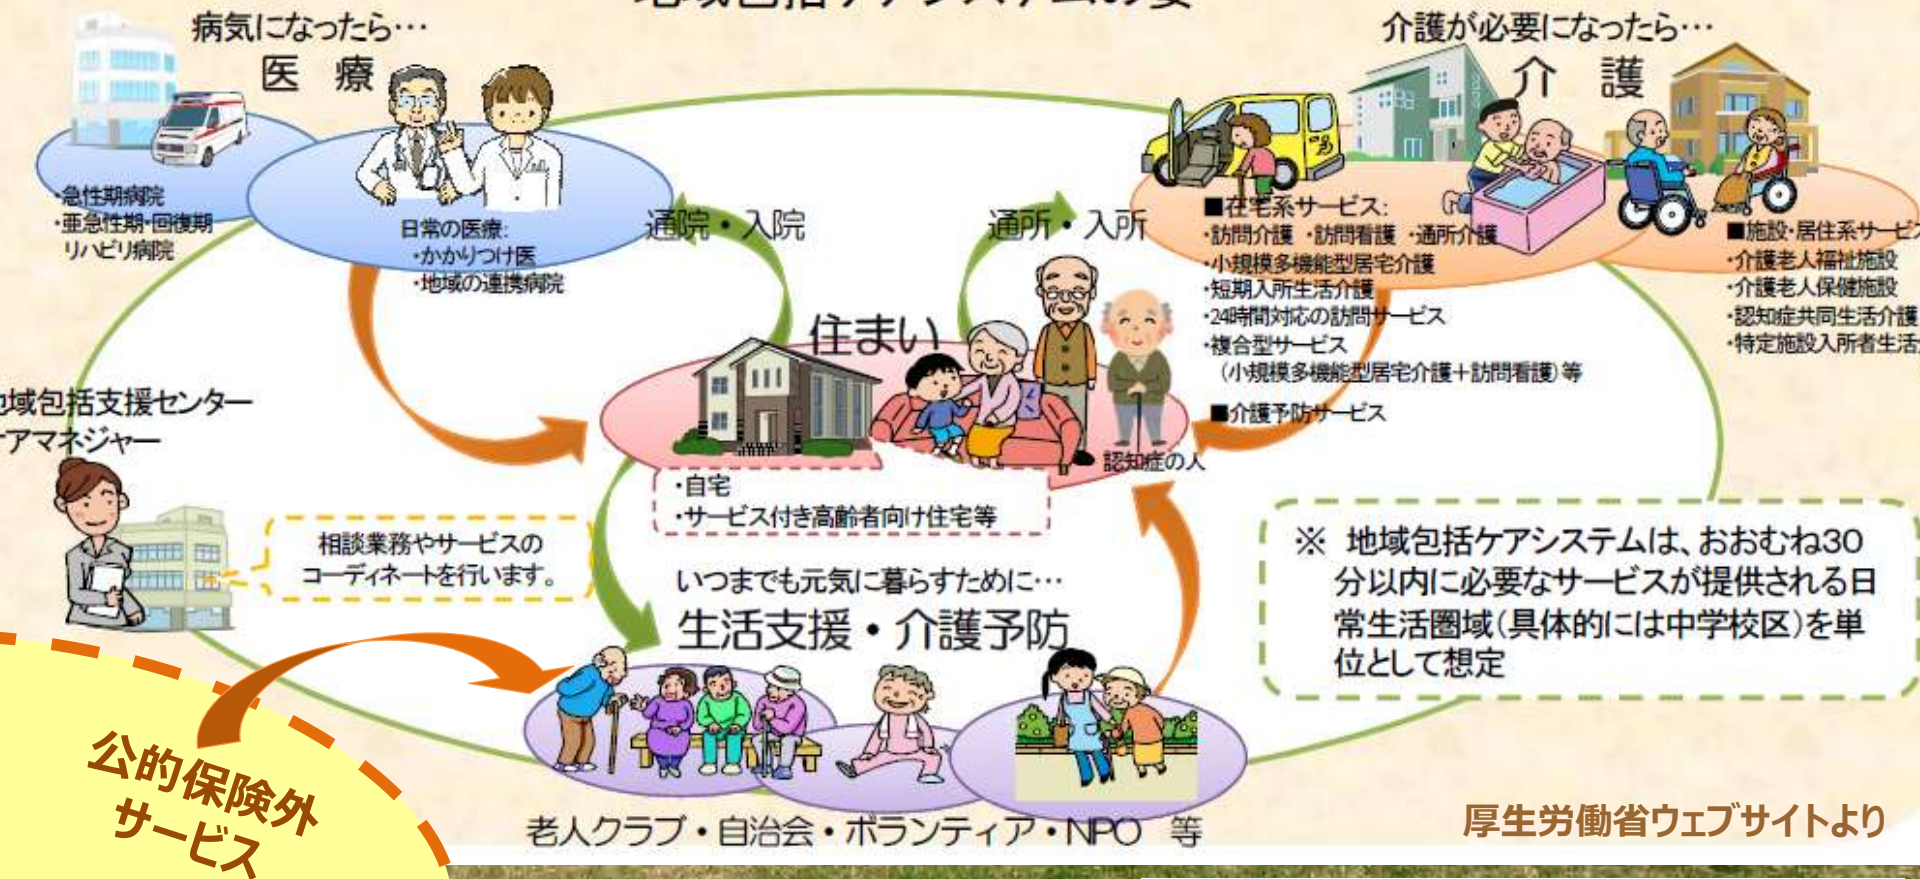 地域包括ケアシステムの姿
病気になったら…
医 療
・急性期病院
・亜急性期・回復期
リハビリ病院
日常の医療:
・かかりつけ医
・地域の連携病院
通院・入院
通所・入所
介護が必要になったら…
介 護
■在宅系サービス:
・訪問介護 ・訪問看護 ・通所介護
・小規模多機能型居宅介護
・短期入所生活介護
・24時間対応の訪問サービス
・複合型サービス
(小規模多機能型居宅介護+訪問看護)等
■介護予防サービス
■施設・居住系サービス
・介護老人福祉施設
・介護老人保健施設
・認知症共同生活介護
・特定施設入所者生活
住まい
認知症の人
・自宅
・サービス付き高齢者向け住宅等
地域包括支援センター
ケアマネジャー
相談業務やサービスの
コーディネートを行います。
いつまでも元気に暮らすために…
生活支援・介護予防
老人クラブ・自治会・ボランティア・NPO 等
※ 地域包括ケアシステムは、おおむね30
分以内に必要なサービスが提供される日
常生活圏域(具体的には中学校区)を単
位として想定
公的保険外
サービス
厚生労働省ウェブサイトより